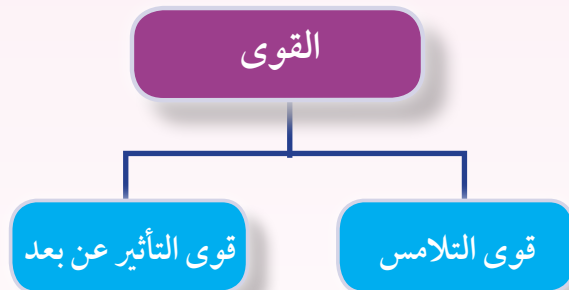 القوى
قوى التلامس
قوى التأثير عن بعد